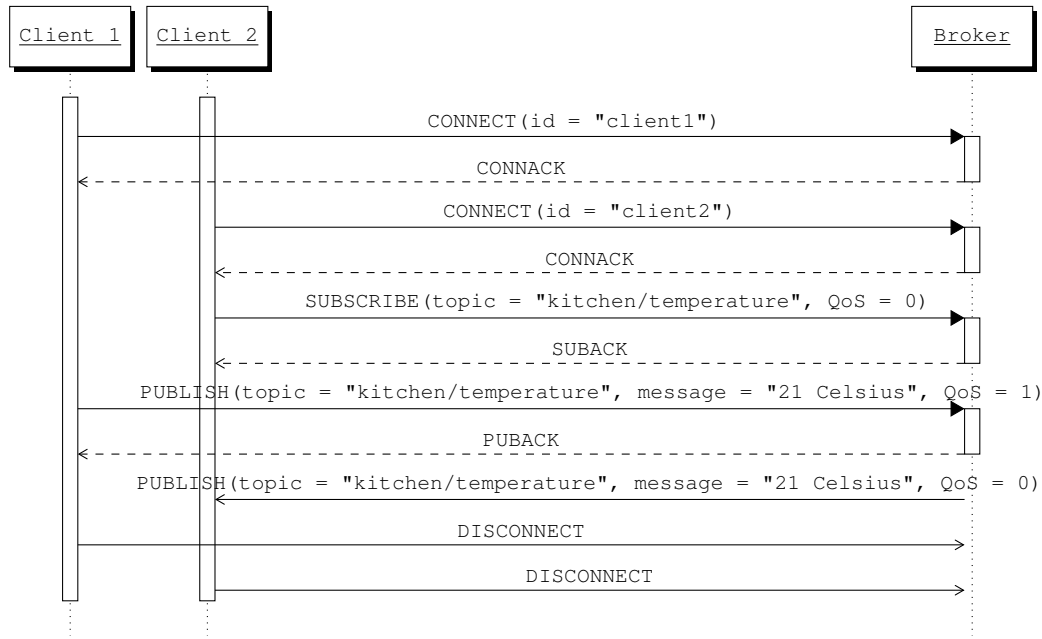 Client 1
Client 2
Broker
CONNECT(id = "client1")
CONNACK
CONNECT(id = "client2")
CONNACK
SUBSCRIBE(topic = "kitchen/temperature", QoS = 0)
SUBACK
PUBLISH(topic = "kitchen/temperature", message = "21 Celsius", QoS = 1)
PUBACK
PUBLISH(topic = "kitchen/temperature", message = "21 Celsius", QoS = 0)
DISCONNECT
DISCONNECT